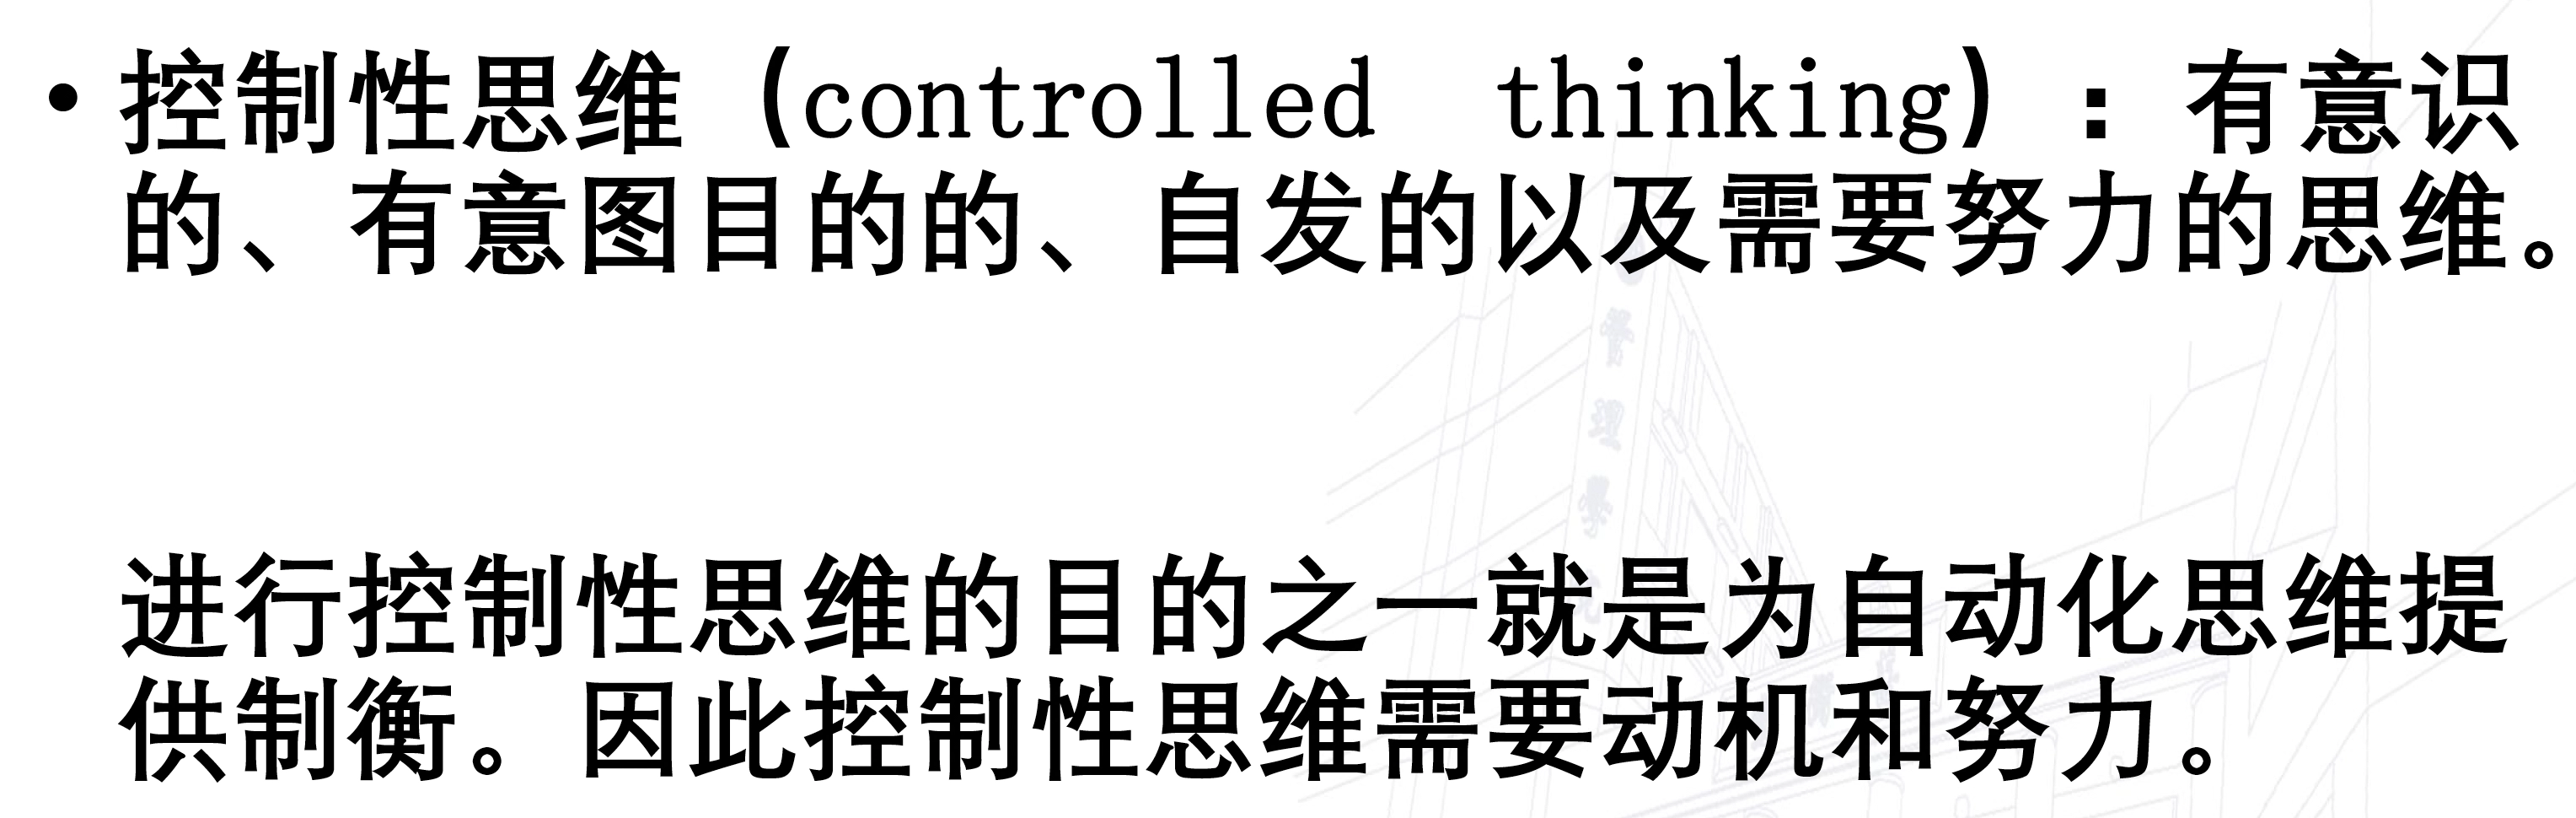 • 控制性思维（controlled thinking）：有意识
的、有意图目的的、自发的以及需要努力的思维。
进行控制性思维的目的之一就是为自动化思维提
供制衡。因此控制性思维需要动机和努力。
管理学